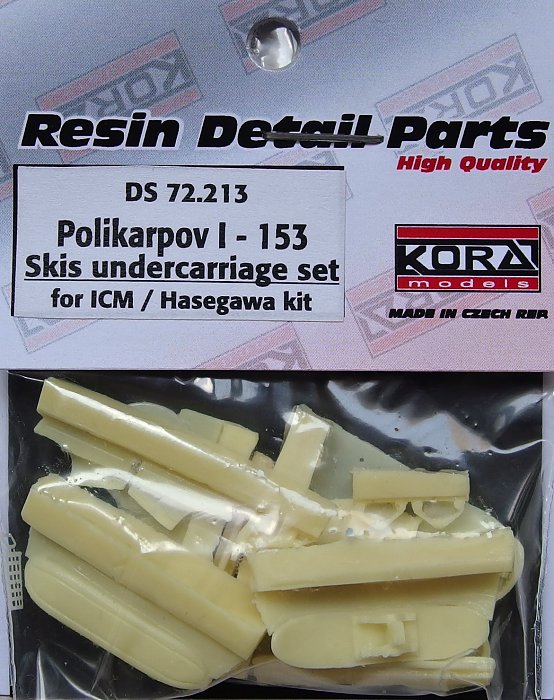 Resin Detail Parts
High Quality
DS 72.213
Polikarpov I - 153
Skis undercarriage set
for ICM / Hasegawa kit
KORA
models
MADE IN CZECH REP.